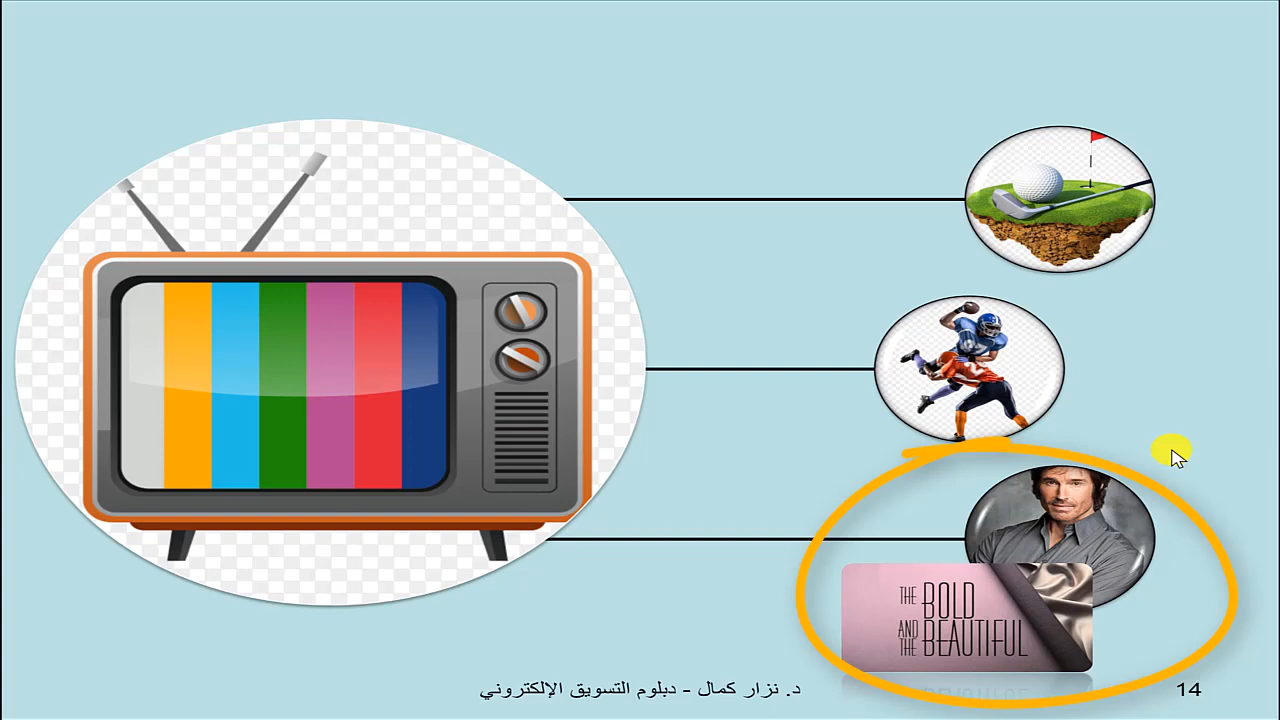 THE BOLD
AND THE BEAUTIFUL
د. نزار كمال - دبلوم التسويق الإلكتروني
14